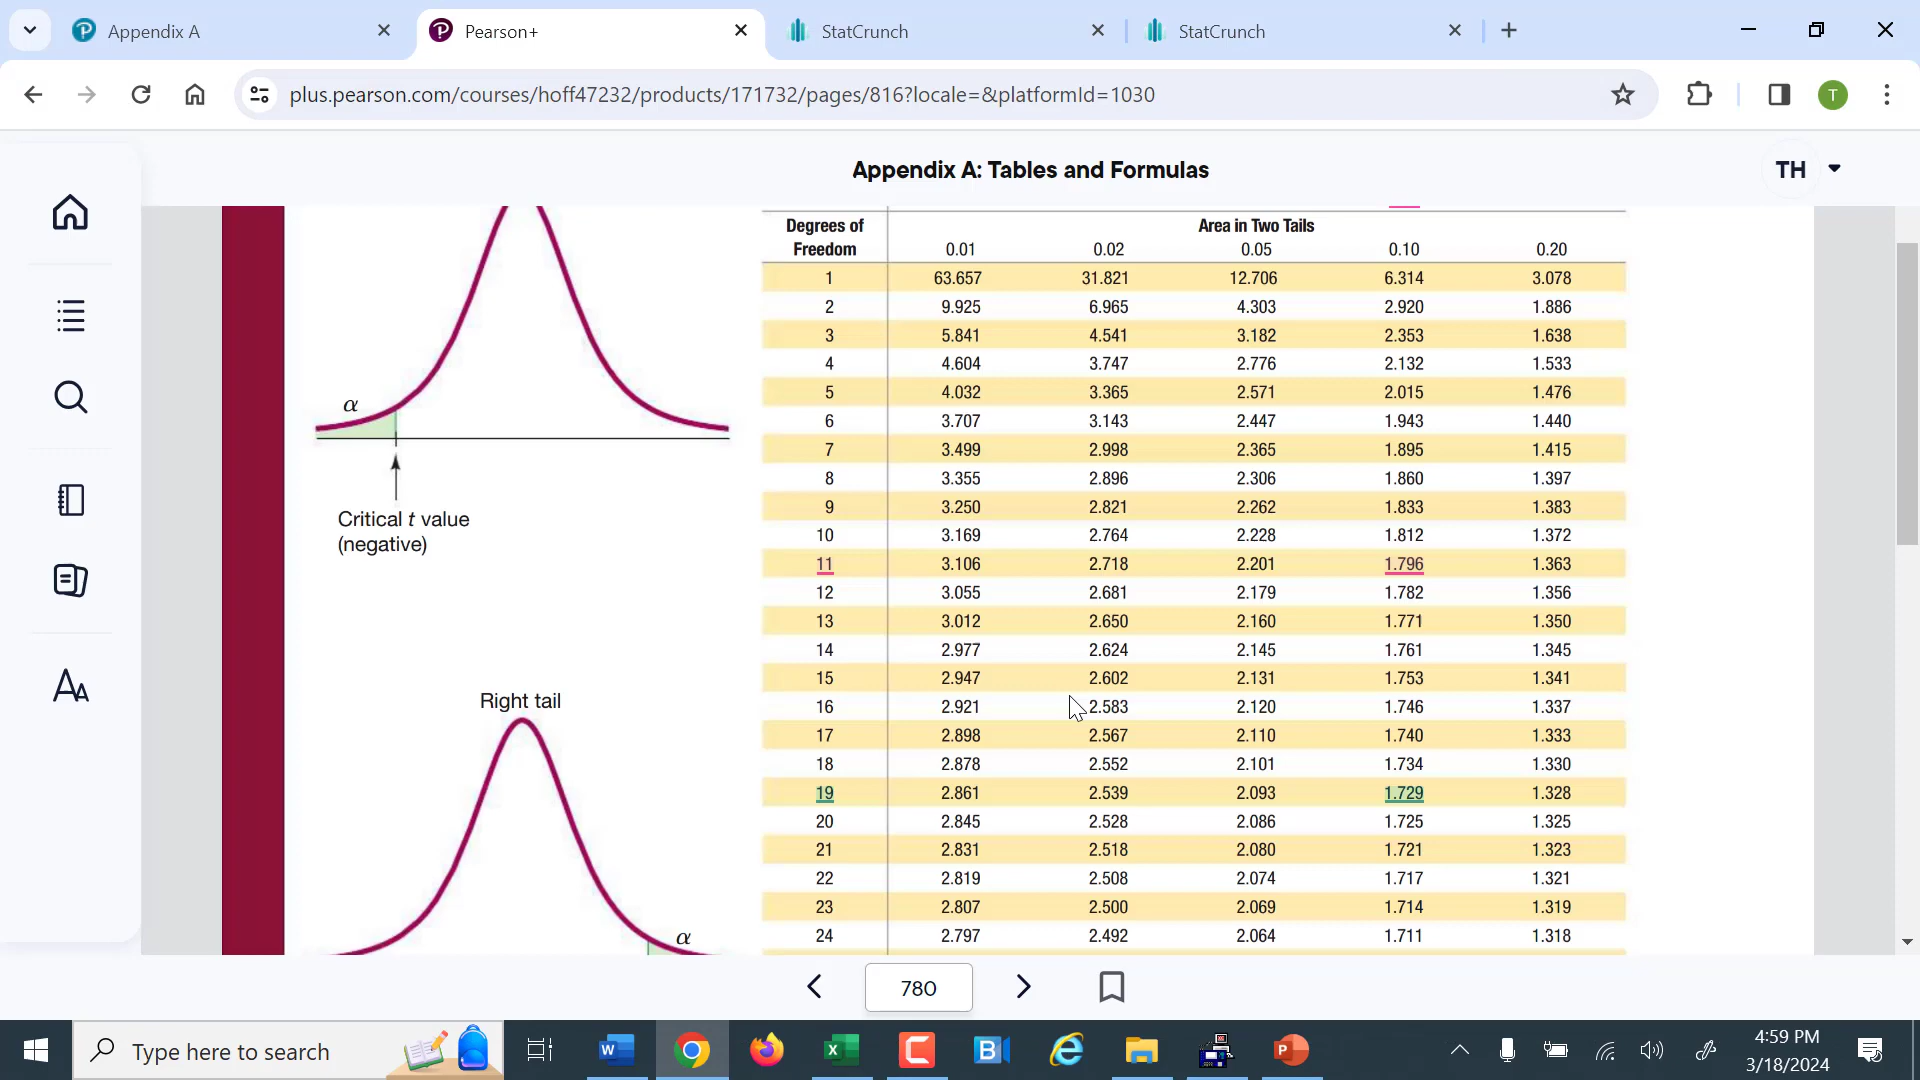 Appendix A
Pearson+
StatCrunch
StatCrunch
plus.pearson.com/courses/hoff47232/products/171732/pages/816?locale=&platformId=1030
T
Appendix A: Tables and Formulas
TH
α
Critical t value
(negative)
Right tail
α
Degrees of Freedom Area in Two Tails
0.01 0.02 0.05 0.10 0.20
1 63.657 31.821 12.706 6.314 3.078
2 9.925 6.965 4.303 2.920 1.886
3 5.841 4.541 3.182 2.353 1.638
4 4.604 3.747 2.776 2.132 1.533
5 4.032 3.365 2.571 2.015 1.476
6 3.707 3.143 2.447 1.943 1.440
7 3.499 2.998 2.365 1.895 1.415
8 3.355 2.896 2.306 1.860 1.397
9 3.250 2.821 2.262 1.833 1.383
10 3.169 2.764 2.228 1.812 1.372
11 3.106 2.718 2.201 1.796 1.363
12 3.055 2.681 2.179 1.782 1.356
13 3.012 2.650 2.160 1.771 1.350
14 2.977 2.624 2.145 1.761 1.345
15 2.947 2.602 2.131 1.753 1.341
16 2.921 2.583 2.120 1.746 1.337
17 2.898 2.567 2.110 1.740 1.333
18 2.878 2.552 2.101 1.734 1.330
19 2.861 2.539 2.093 1.729 1.328
20 2.845 2.528 2.086 1.725 1.325
21 2.831 2.518 2.080 1.721 1.323
22 2.819 2.508 2.074 1.717 1.321
23 2.807 2.500 2.069 1.714 1.319
24 2.797 2.492 2.064 1.711 1.318
780
Type here to search
4:59 PM
3/18/2024